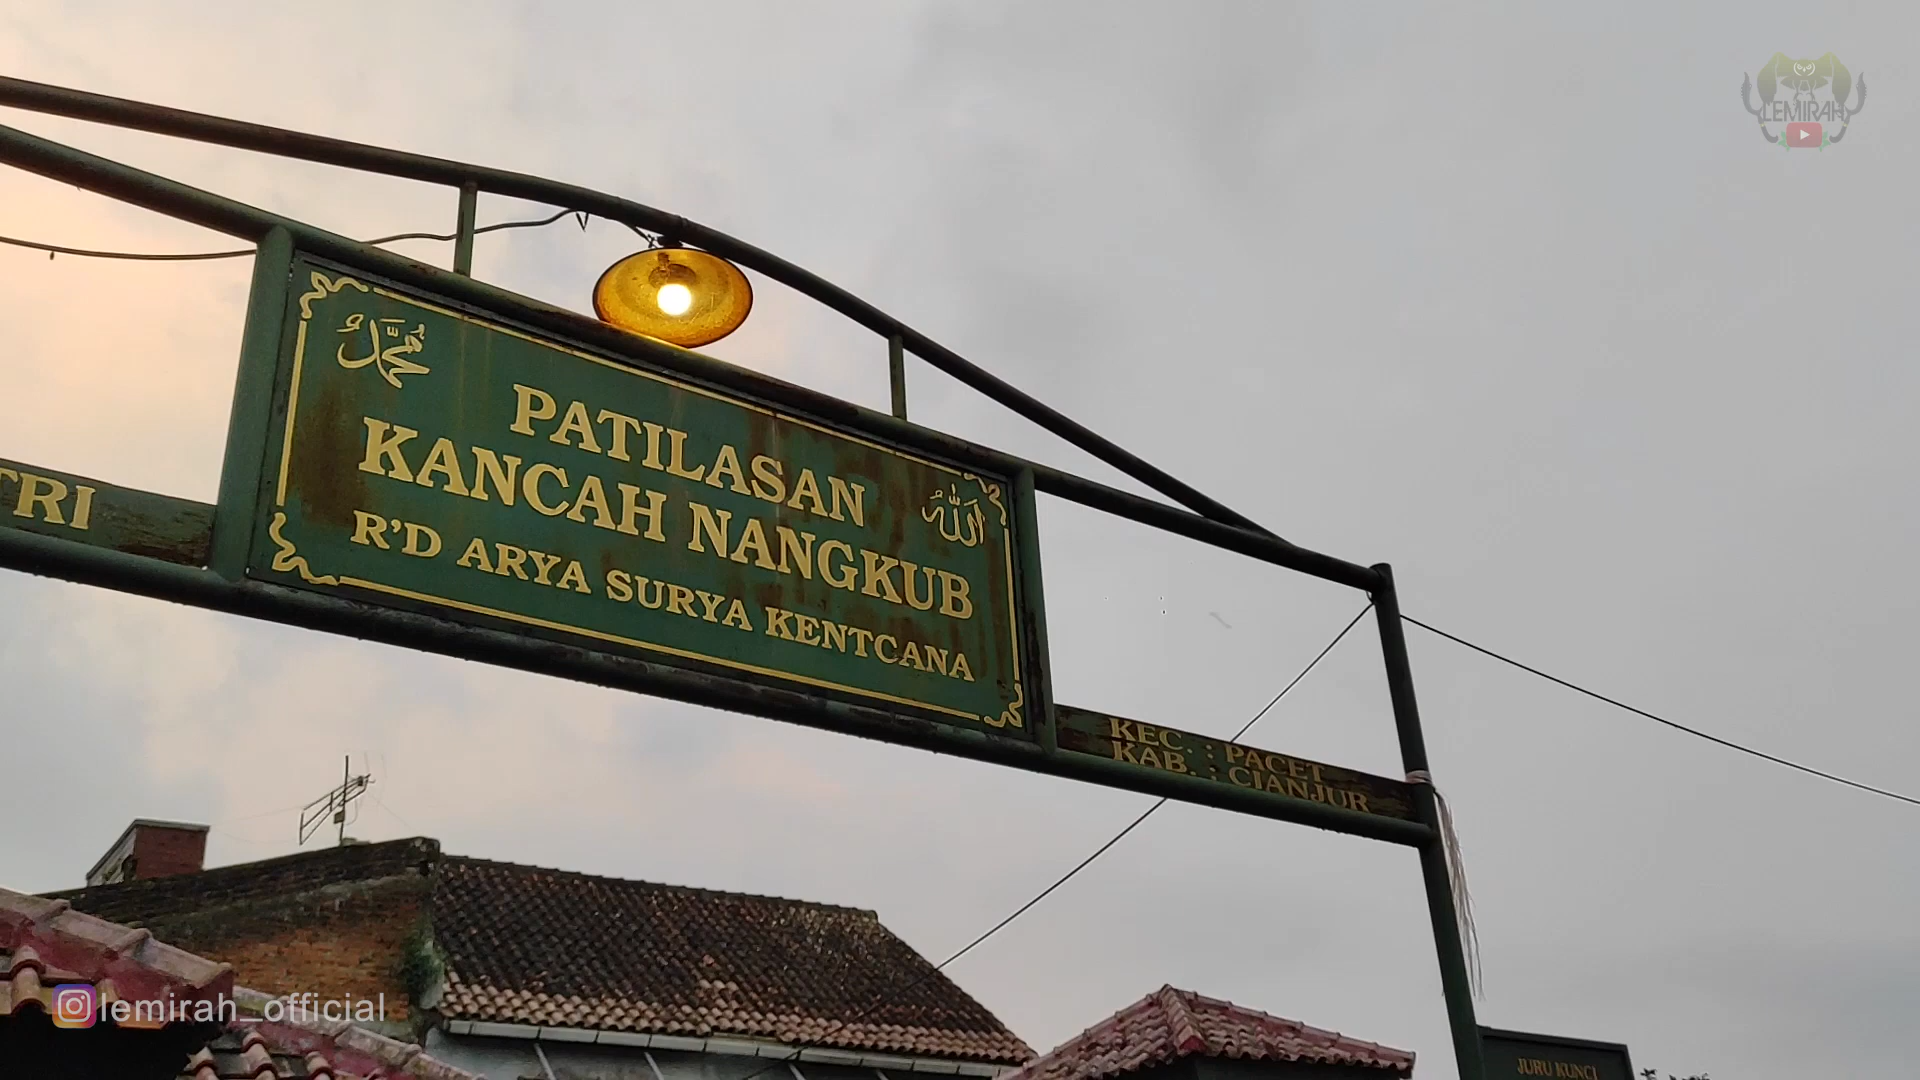 LEMIRAH
محمد
الله
PATILASAN
KANCAH NANGKUB
R'D ARYA SURYA KENTCANA
TRI
KEC. : PACET
KAB. : CIANJUR
lemirah_official
JURU KUNCI